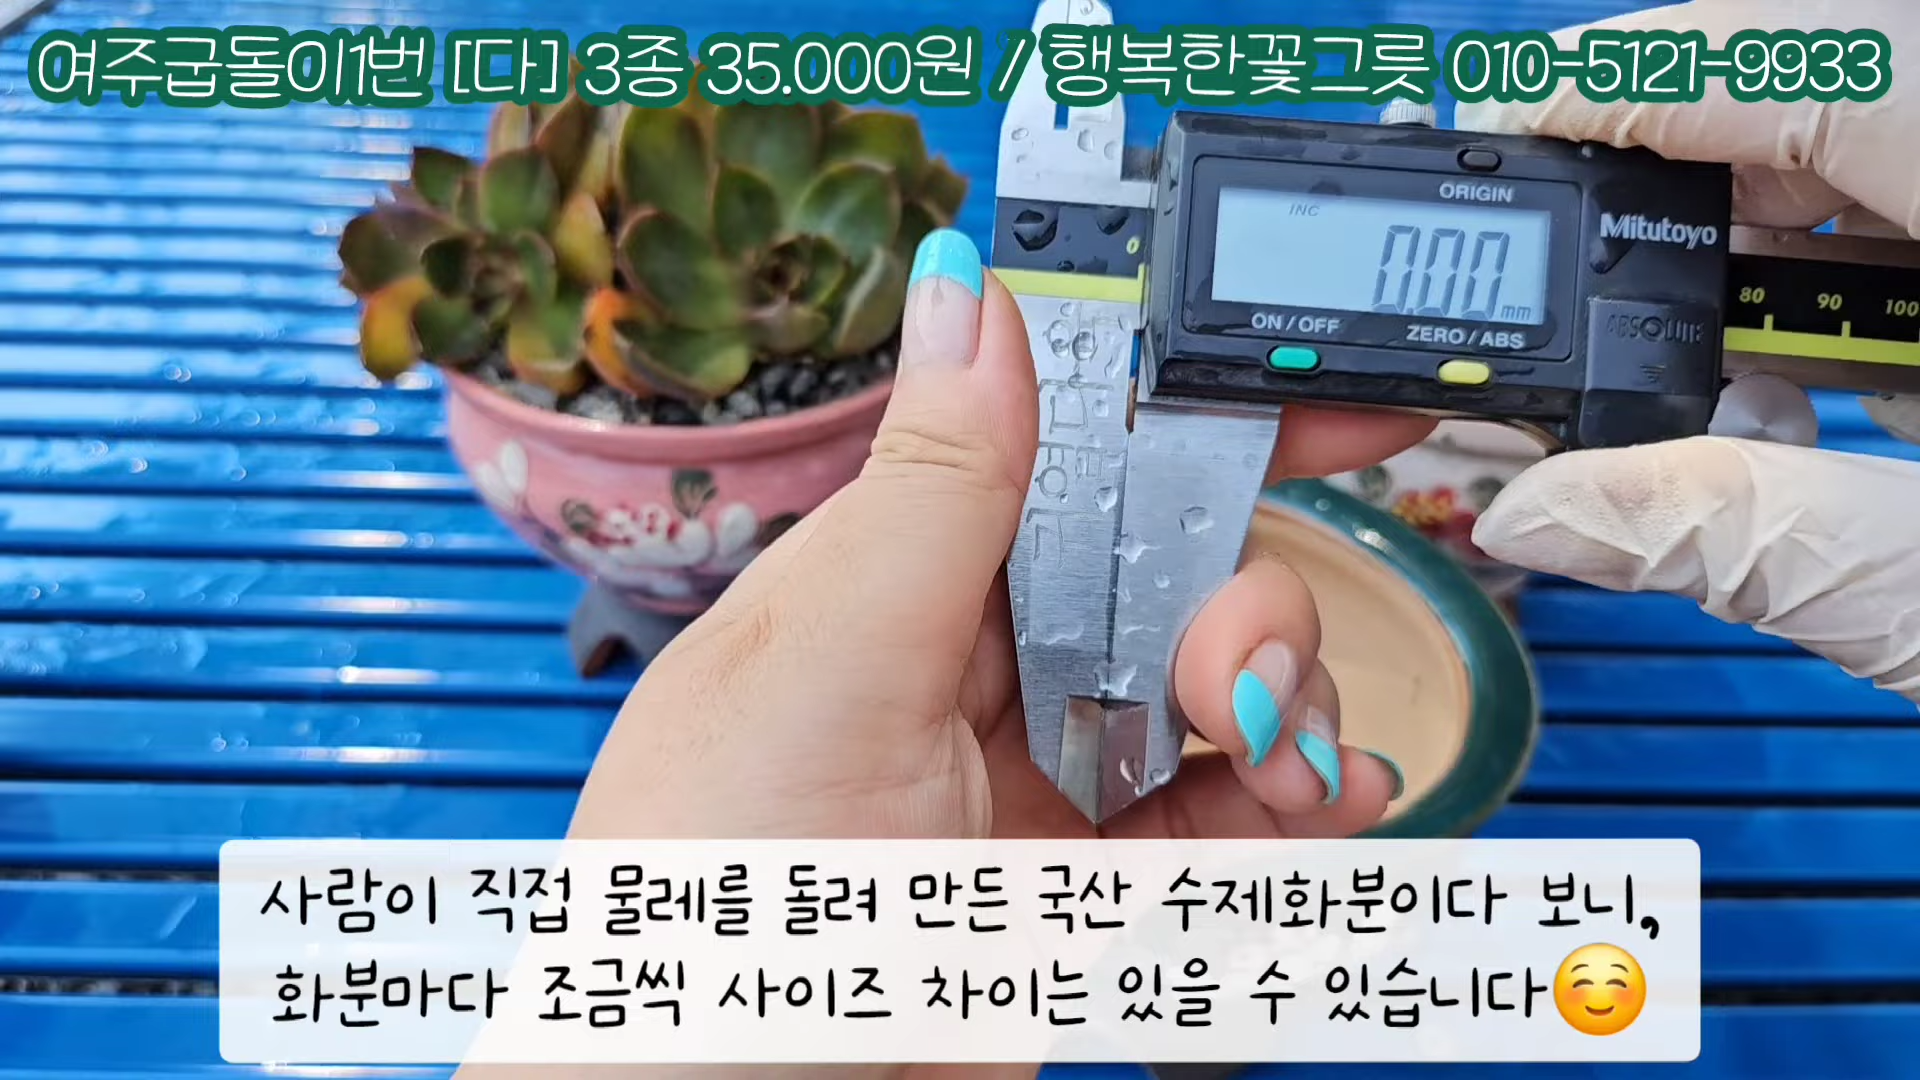 여주굽돌이1번 [다] 3종 35.000원 / 행복한꽃그릇 010-5121-9933
ORIGIN
Mitutoyo
INC
0
0.00 mm
80 90 100
ON/OFF
ZERO/ABS
ABSOLUTE
사람이 직접 물레를 돌려 만든 국산 수제화분이다 보니,
화분마다 조금씩 사이즈 차이는 있을 수 있습니다☺️